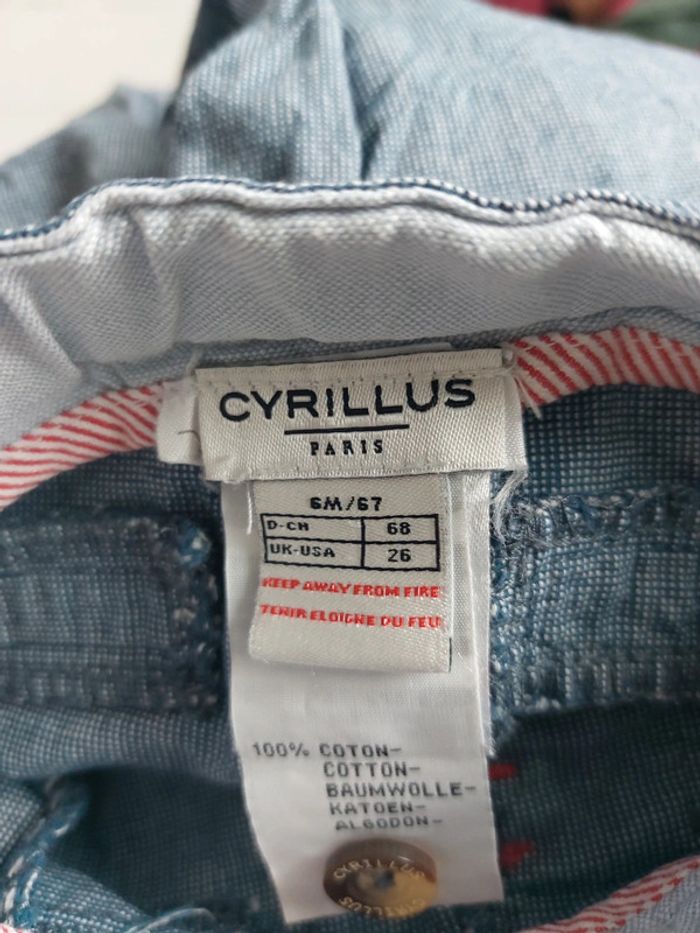 CYRILLUS
PARIS
6M/67
D-CH 68
UK-USA 26
KEEP AWAY FROM FIRE
TENIR ELOIGNE DU FEU
100% COTON-
COTTON-
BAUMWOLLE-
KATOEN-
ALGODON-
CYRILLUS
CYRILLUS